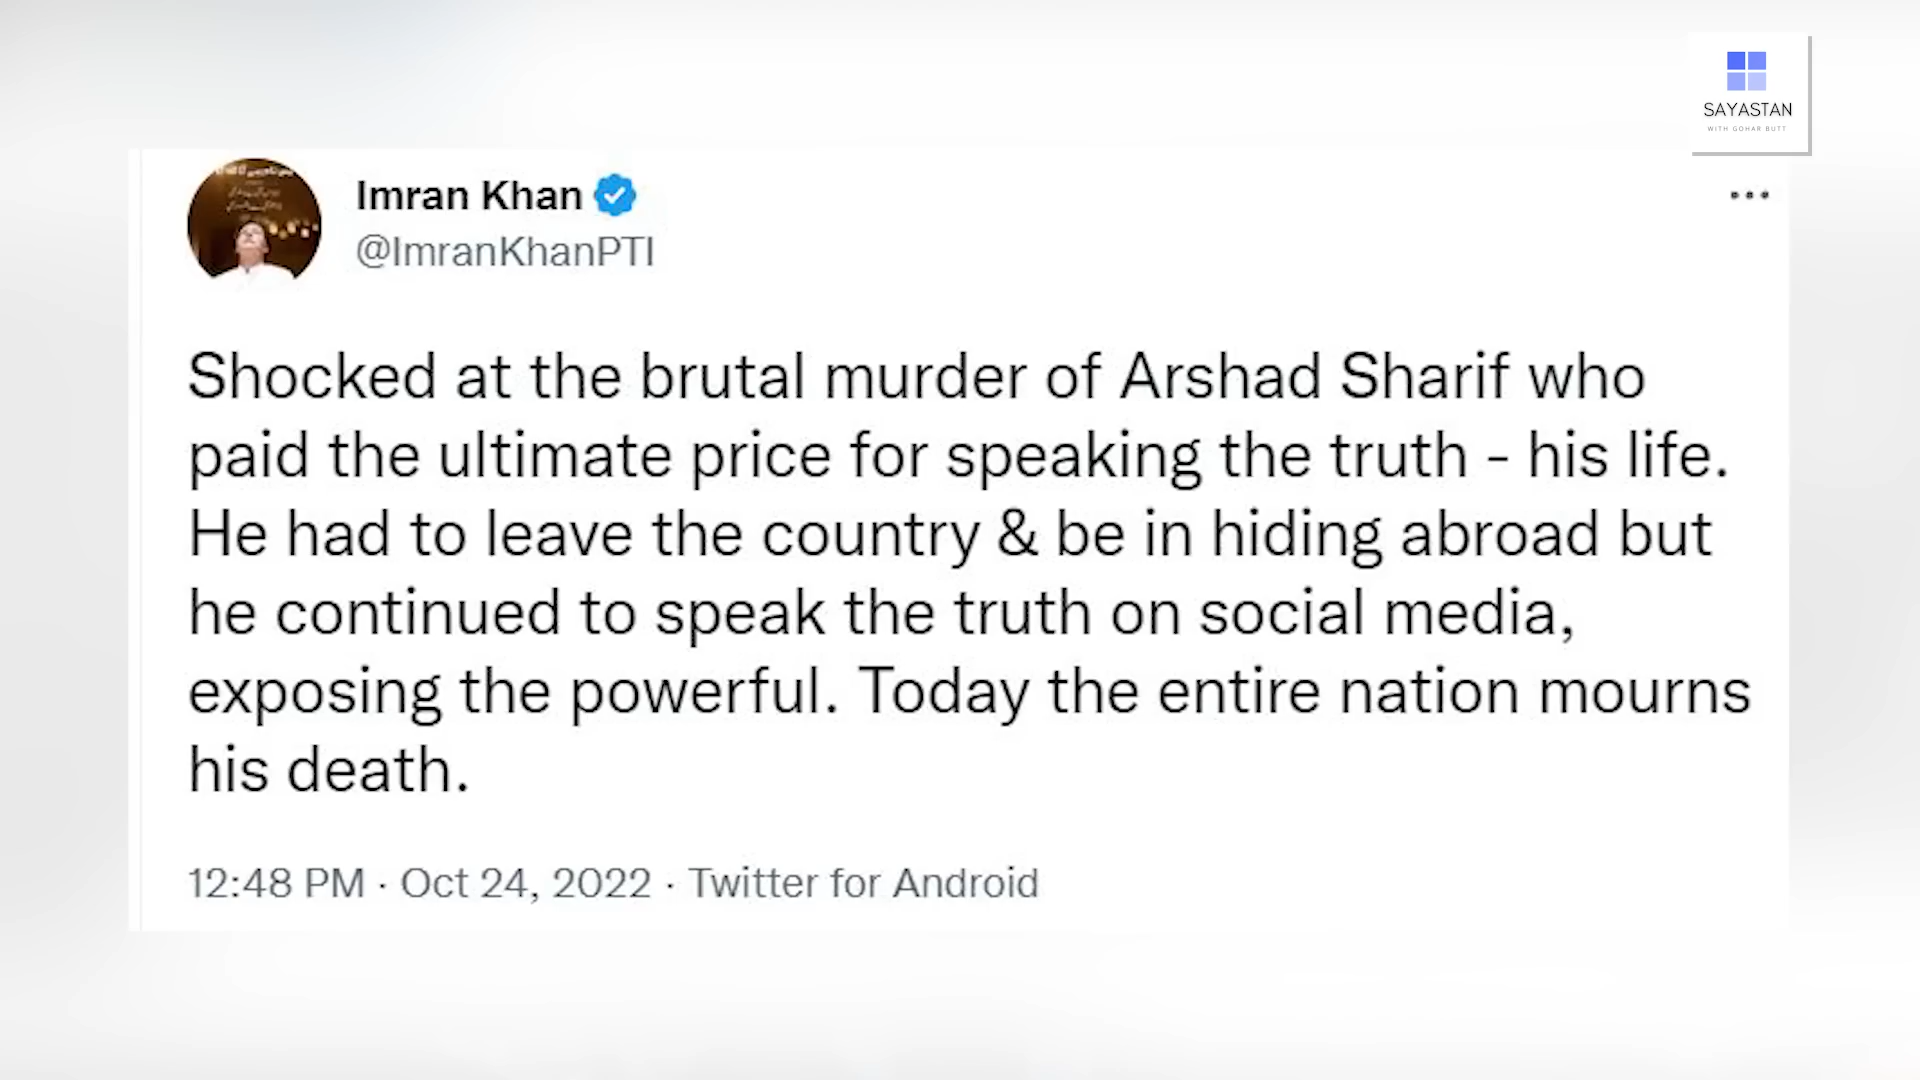 SAYASTAN
WITH GOHAR BUTT
Imran Khan
@ImranKhanPTI
Shocked at the brutal murder of Arshad Sharif who
paid the ultimate price for speaking the truth - his life.
He had to leave the country & be in hiding abroad but
he continued to speak the truth on social media,
exposing the powerful. Today the entire nation mourns
his death.
12:48 PM · Oct 24, 2022 · Twitter for Android